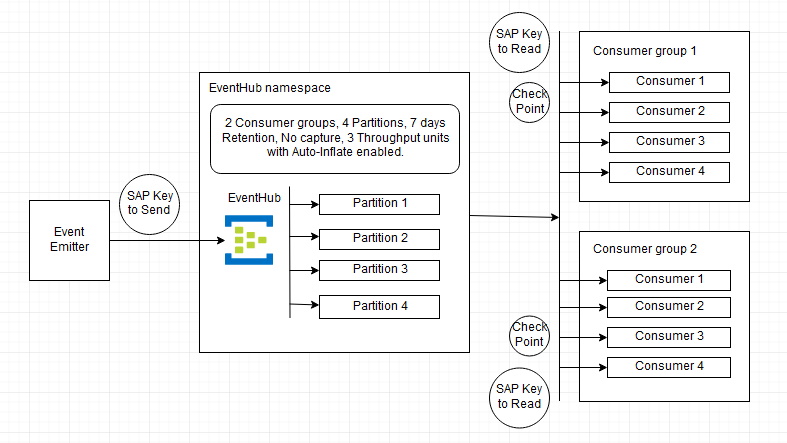 Event
Emitter
SAP Key
to Send
EventHub namespace
2 Consumer groups, 4 Partitions, 7 days
Retention, No capture, 3 Throughput units
with Auto-Inflate enabled.
EventHub
Partition 1
Partition 2
Partition 3
Partition 4
SAP Key
to Read
Check
Point
Consumer group 1
Consumer 1
Consumer 2
Consumer 3
Consumer 4
Consumer group 2
Consumer 1
Consumer 2
Consumer 3
Consumer 4
Check
Point
SAP Key
to Read